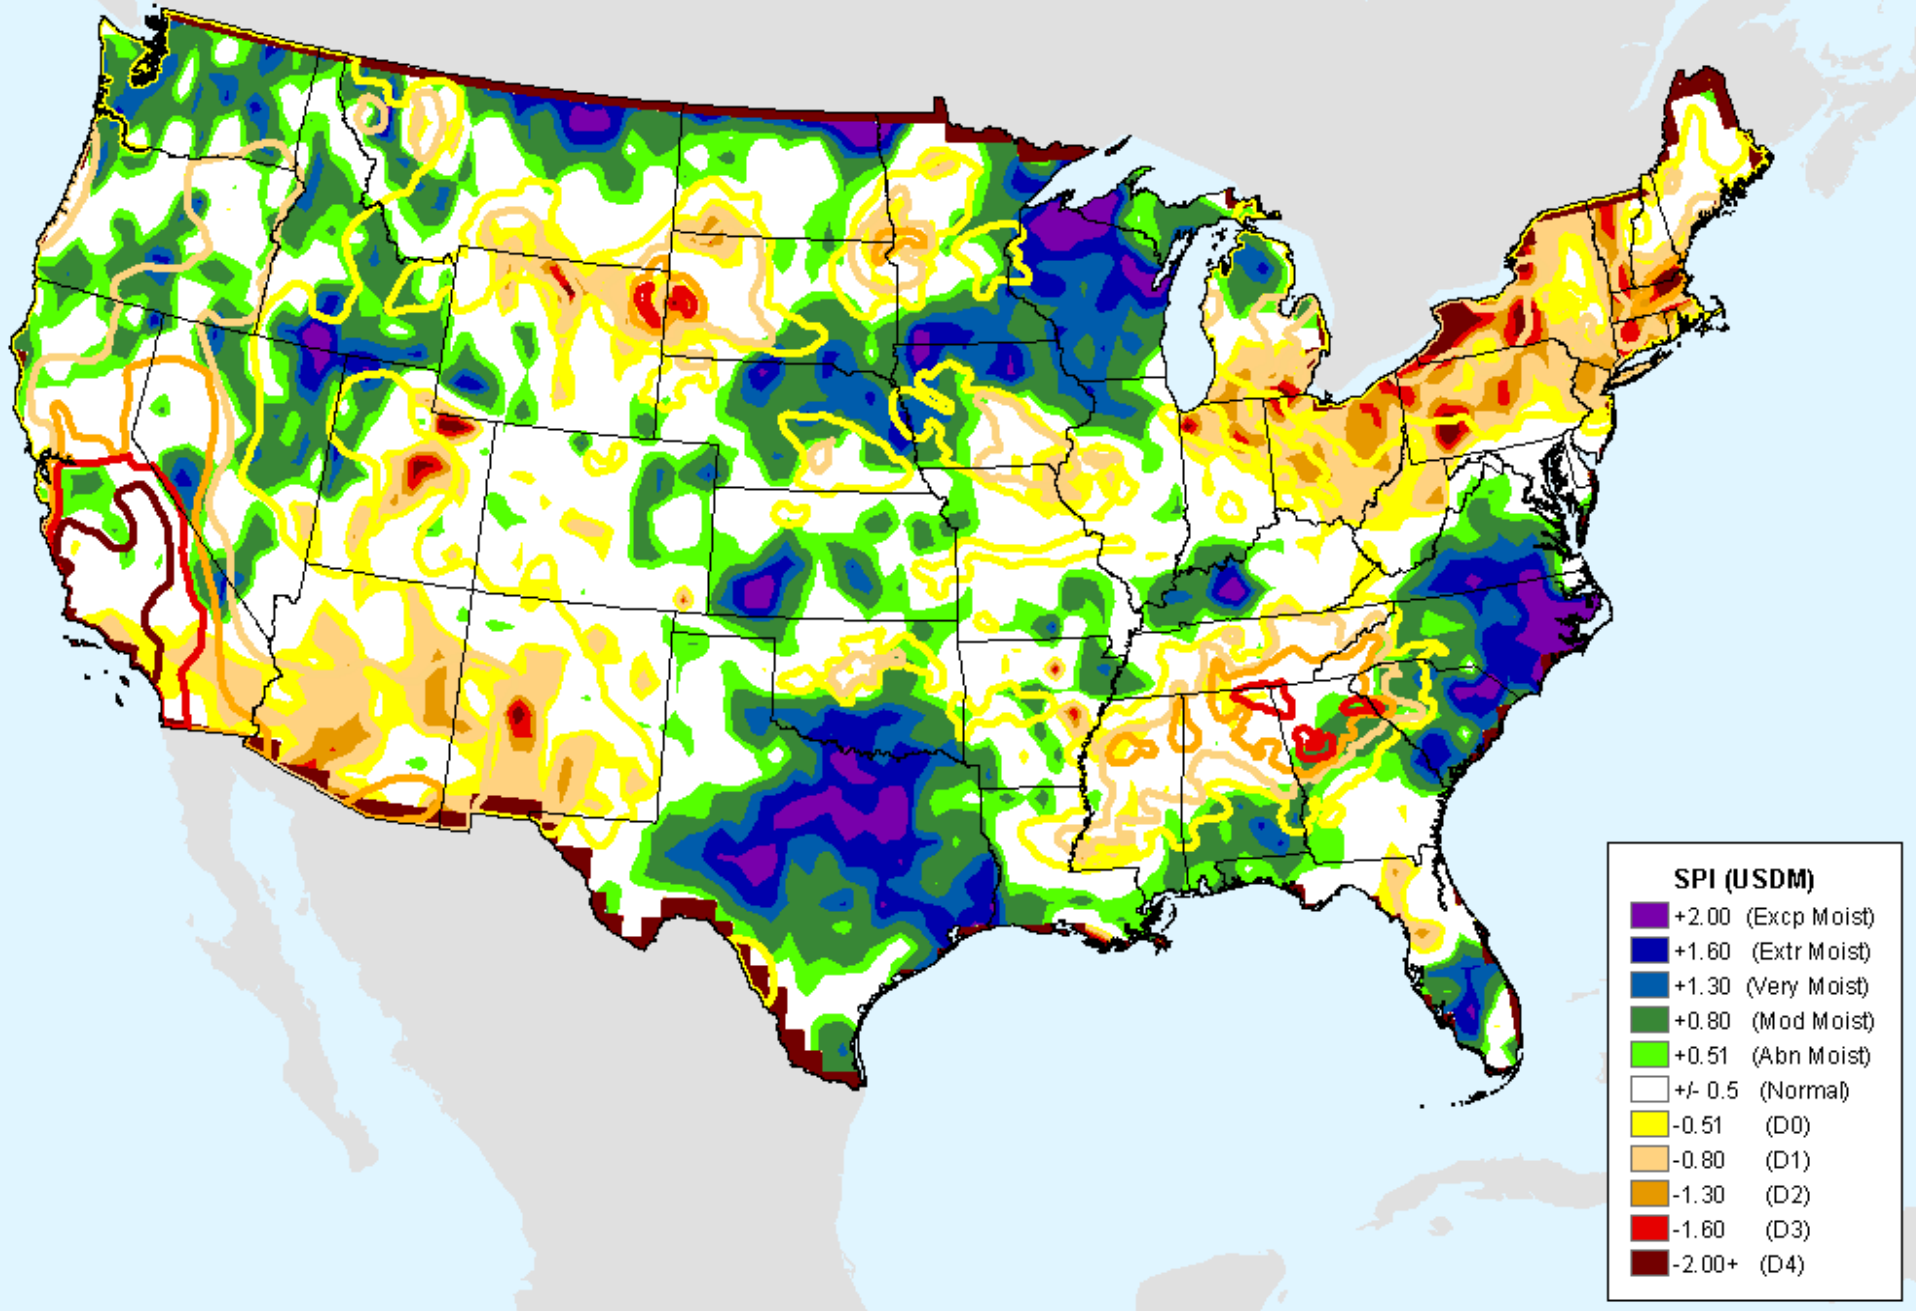 SPI (USDM)
+2.00 (Excp Moist)
+1.60 (Extr Moist)
+1.30 (Very Moist)
+0.80 (Mod Moist)
+0.51 (Abn Moist)
+/- 0.5 (Normal)
-0.51 (D0)
-0.80 (D1)
-1.30 (D2)
-1.60 (D3)
-2.00+ (D4)